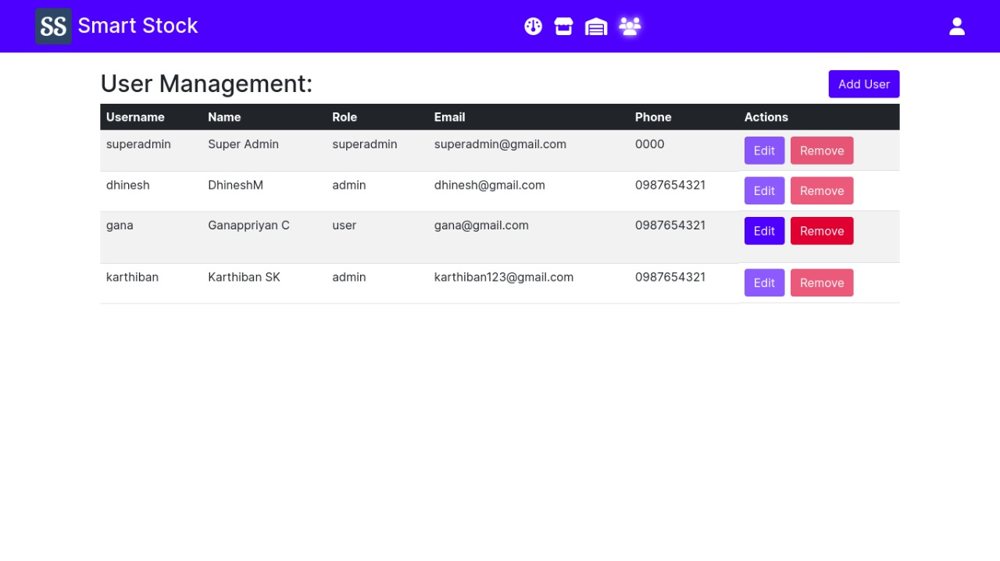 SS Smart Stock
User Management:
Add User
Username Name Role Email Phone Actions
superadmin Super Admin superadmin superadmin@gmail.com 0000 Edit Remove
dhinesh DhineshM admin dhinesh@gmail.com 0987654321 Edit Remove
gana Ganappriyan C user gana@gmail.com 0987654321 Edit Remove
karthiban Karthiban SK admin karthiban123@gmail.com 0987654321 Edit Remove